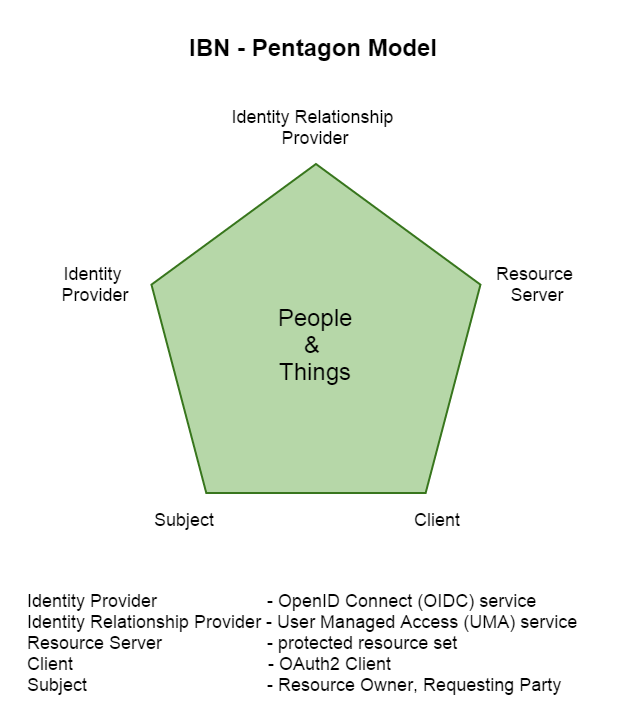 IBN - Pentagon Model
Identity Relationship
Provider
Identity
Provider
Resource
Server
People
&
Things
Subject
Client
Identity Provider - OpenID Connect (OIDC) service
Identity Relationship Provider - User Managed Access (UMA) service
Resource Server - protected resource set
Client - OAuth2 Client
Subject - Resource Owner, Requesting Party